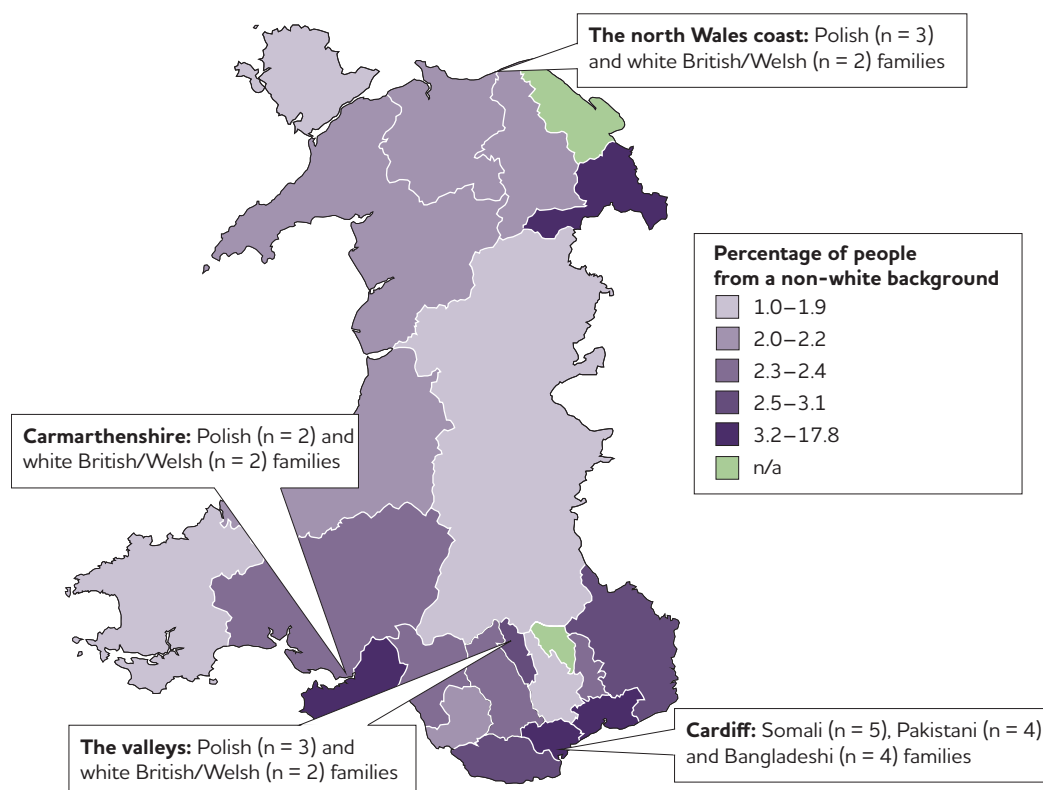 The north Wales coast: Polish (n = 3)
and white British/Welsh (n = 2) families
Percentage of people
from a non-white background
1.0–1.9
2.0–2.2
2.3–2.4
2.5–3.1
3.2–17.8
n/a
Carmarthenshire: Polish (n = 2) and
white British/Welsh (n = 2) families
The valleys: Polish (n = 3) and
white British/Welsh (n = 2) families
Cardiff: Somali (n = 5), Pakistani (n = 4)
and Bangladeshi (n = 4) families